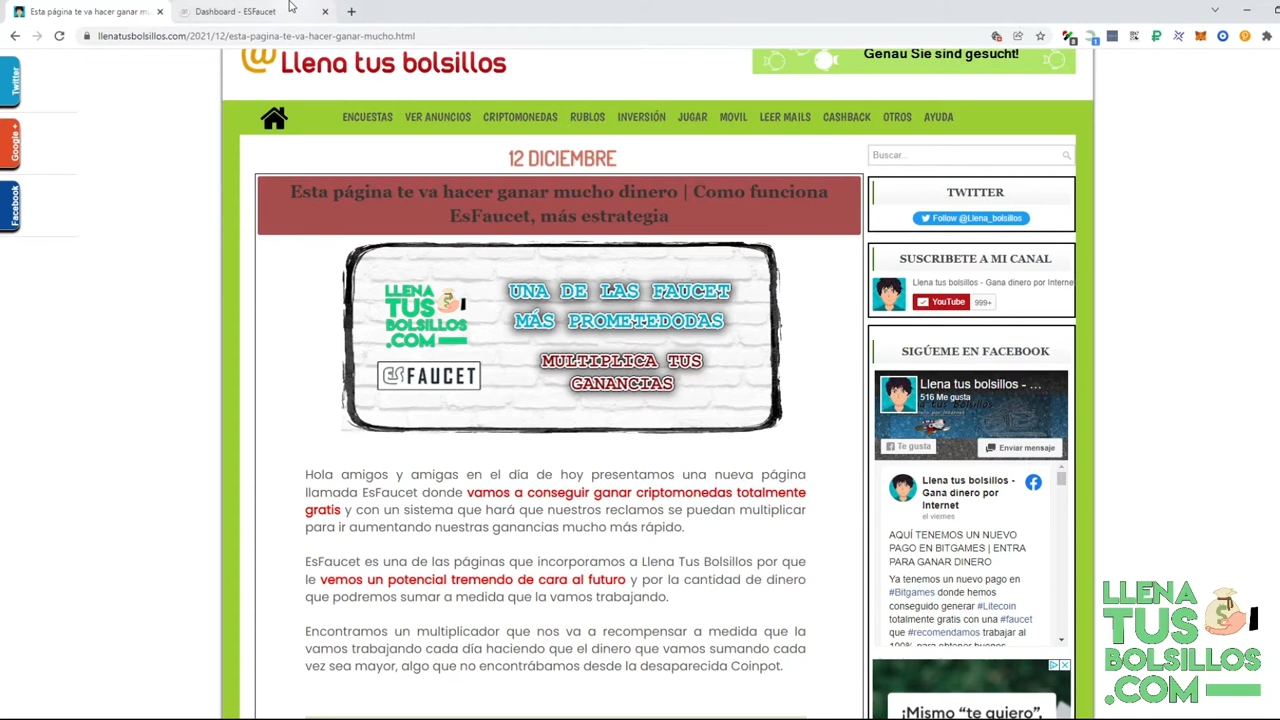 Esta página te va hacer ganar mu
Dashboard - ESFaucet
llenatusbolsillos.com/2021/12/esta-pagina-te-va-hacer-ganar-mucho.html
Twitter
Google +
Facebook
@ Llena tus bolsillos
Genau Sie sind gesucht!
ENCUESTAS VER ANUNCIOS CRIPTOMONEDAS RUBLOS INVERSIÓN JUGAR MOVIL LEER MAILS CASHBACK OTROS AYUDA
12 DICIEMBRE
Esta página te va hacer ganar mucho dinero | Como funciona
EsFaucet, más estrategia
LLENA
TUS
BOLSILLOS
.COM
ESFAUCET
UNA DE LAS FAUCET
MÁS PROMETEDODAS
MULTIPLICA TUS
GANANCIAS
Hola amigos y amigas en el día de hoy presentamos una nueva página
llamada EsFaucet donde vamos a conseguir ganar criptomonedas totalmente
gratis y con un sistema que hará que nuestros reclamos se puedan multiplicar
para ir aumentando nuestras ganancias mucho más rápido.
EsFaucet es una de las páginas que incorporamos a Llena Tus Bolsillos por que
le vemos un potencial tremendo de cara al futuro y por la cantidad de dinero
que podremos sumar a medida que la vamos trabajando.
Encontramos un multiplicador que nos va a recompensar a medida que la
vamos trabajando cada día haciendo que el dinero que vamos sumando cada
vez sea mayor, algo que no encontrábamos desde la desaparecida Coinpot.
Buscar...
TWITTER
Follow @Llena_bolsillos
SUSCRIBETE A MI CANAL
Llena tus bolsillos - Gana dinero por Interne
YouTube 999+
SIGÚEME EN FACEBOOK
Llena tus bolsillos - ...
516 Me gusta
Te gusta
Enviar mensaje
Llena tus bolsillos -
Gana dinero por
internet
el viernes
AQUÍ TENEMOS UN NUEVO
PAGO EN BITGAMES | ENTRA
PARA GANAR DINERO
Ya tenemos un nuevo pago en
#Bitgames donde hemos
conseguido generar #Litecoin
totalmente gratis con una #faucet
que #recomendamos trabajar al
100% para obtener buenos
¡Mismo “te quiero”,
LLENA
TUS
BOLSILLOS
.COM